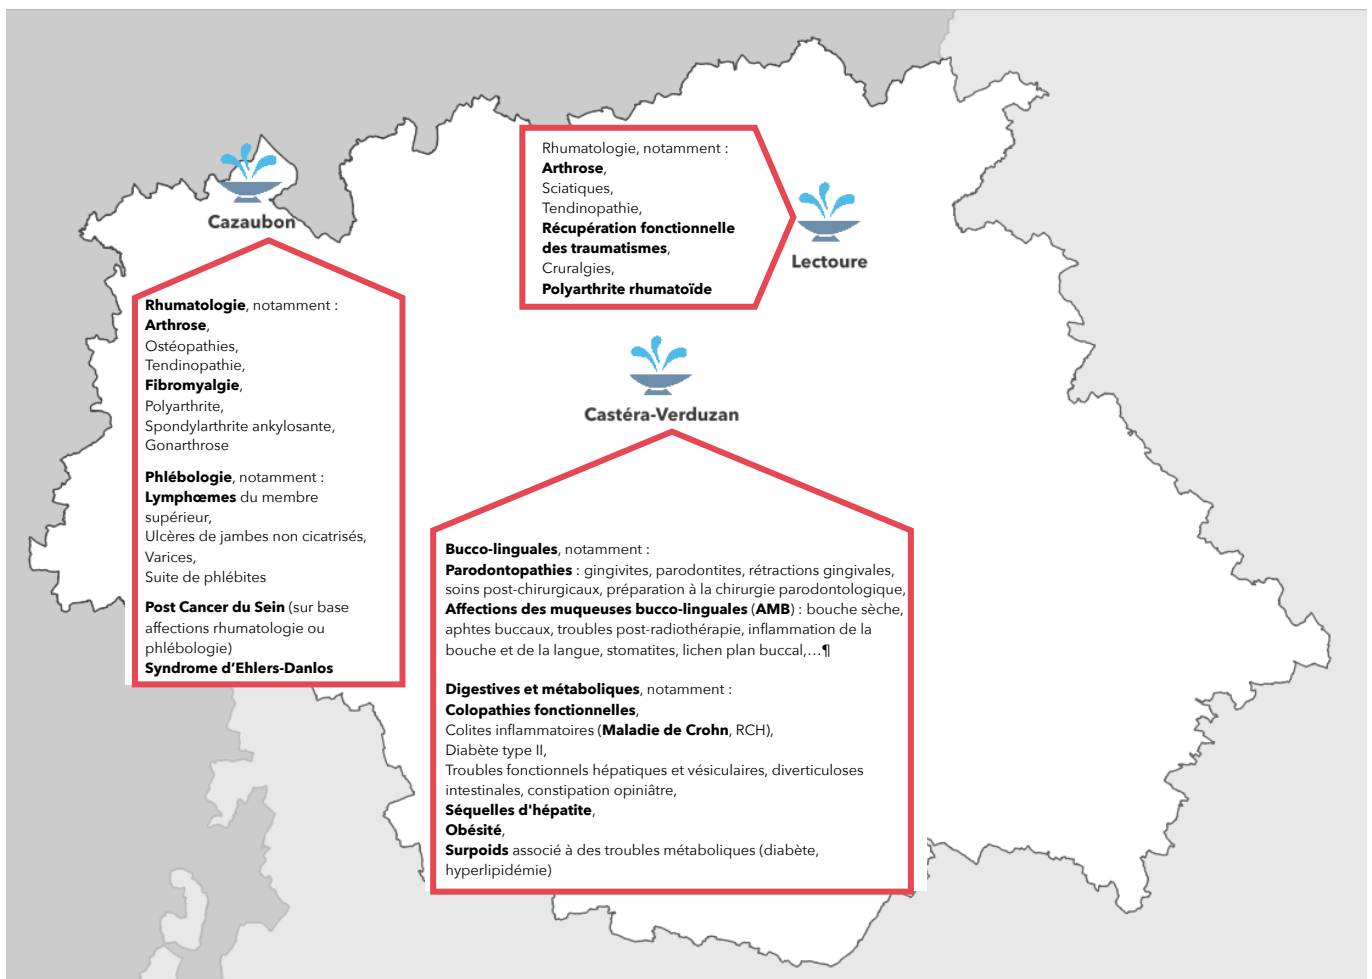 Cazaubon
Rhumatologie, notamment :
Arthrose,
Ostéopathies,
Tendinopathie,
Fibromyalgie,
Polyarthrite,
Spondylarthrite ankylosante,
Gonarthrose
Phlébologie, notamment :
Lymphœmes du membre
supérieur,
Ulcères de jambes non cicatrisés,
Varices,
Suite de phlébites
Post Cancer du Sein (sur base
affections rhumatologie ou
phlébologie)
Syndrome d’Ehlers-Danlos
Rhumatologie, notamment :
Arthrose,
Sciatiques,
Tendinopathie,
Récupération fonctionnelle
des traumatismes,
Cruralgies,
Polyarthrite rhumatoïde
Lectoure
Castéra-Verduzan
Bucco-linguales, notamment :
Parodontopathies : gingivites, parodontites, rétractions gingivales,
soins post-chirurgicaux, préparation à la chirurgie parodontologique,
Affections des muqueuses bucco-linguales (AMB) : bouche sèche,
aphtes buccaux, troubles post-radiothérapie, inflammation de la
bouche et de la langue, stomatites, lichen plan buccal,...¶
Digestives et métaboliques, notamment :
Colopathies fonctionnelles,
Colites inflammatoires (Maladie de Crohn, RCH),
Diabète type II,
Troubles fonctionnels hépatiques et vésiculaires, diverticuloses
intestinales, constipation opiniâtre,
Séquelles d'hépatite,
Obésité,
Surpoids associé à des troubles métaboliques (diabète,
hyperlipidémie)